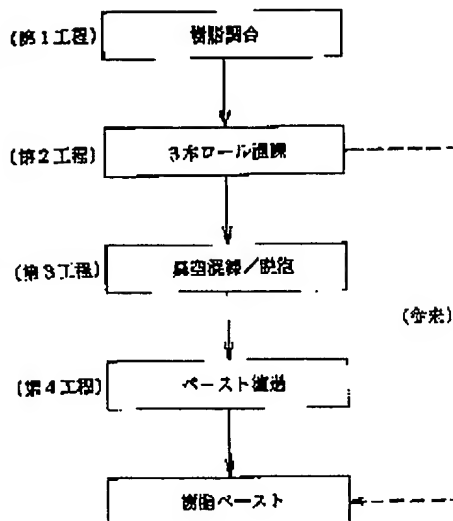 (第1工程) 樹脂調合
(第2工程) 3本ロール混練
(第3工程) 真空混練/脱泡
(従来)
(第4工程) ペースト濾過
樹脂ペースト